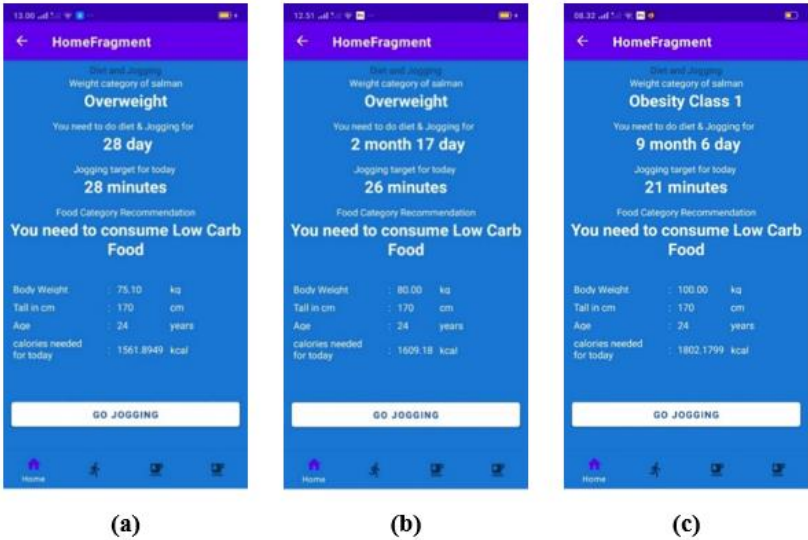 13.00
HomeFragment
Diet and Jogging
Weight category of salman
Overweight
You need to do diet & Jogging for
28 day
Jogging target for today
28 minutes
Food Category Recommendation
You need to consume Low Carb
Food
Body Weight : 75.10 kg
Tall in cm : 170 cm
Age : 24 years
calories needed
for today : 1561.8949 kcal
GO JOGGING
Home
(a)
12.51
HomeFragment
Diet and Jogging
Weight category of salman
Overweight
You need to do diet & Jogging for
2 month 17 day
Jogging target for today
26 minutes
Food Category Recommendation
You need to consume Low Carb
Food
Body Weight : 80.00 kg
Tall in cm : 170 cm
Age : 24 years
calories needed
for today : 1609.18 kcal
GO JOGGING
Home
(b)
08.32
HomeFragment
Diet and Jogging
Weight category of salman
Obesity Class 1
You need to do diet & Jogging for
9 month 6 day
Jogging target for today
21 minutes
Food Category Recommendation
You need to consume Low Carb
Food
Body Weight : 100.00 kg
Tall in cm : 170 cm
Age : 24 years
calories needed
for today : 1802.1799 kcal
GO JOGGING
Home
(c)